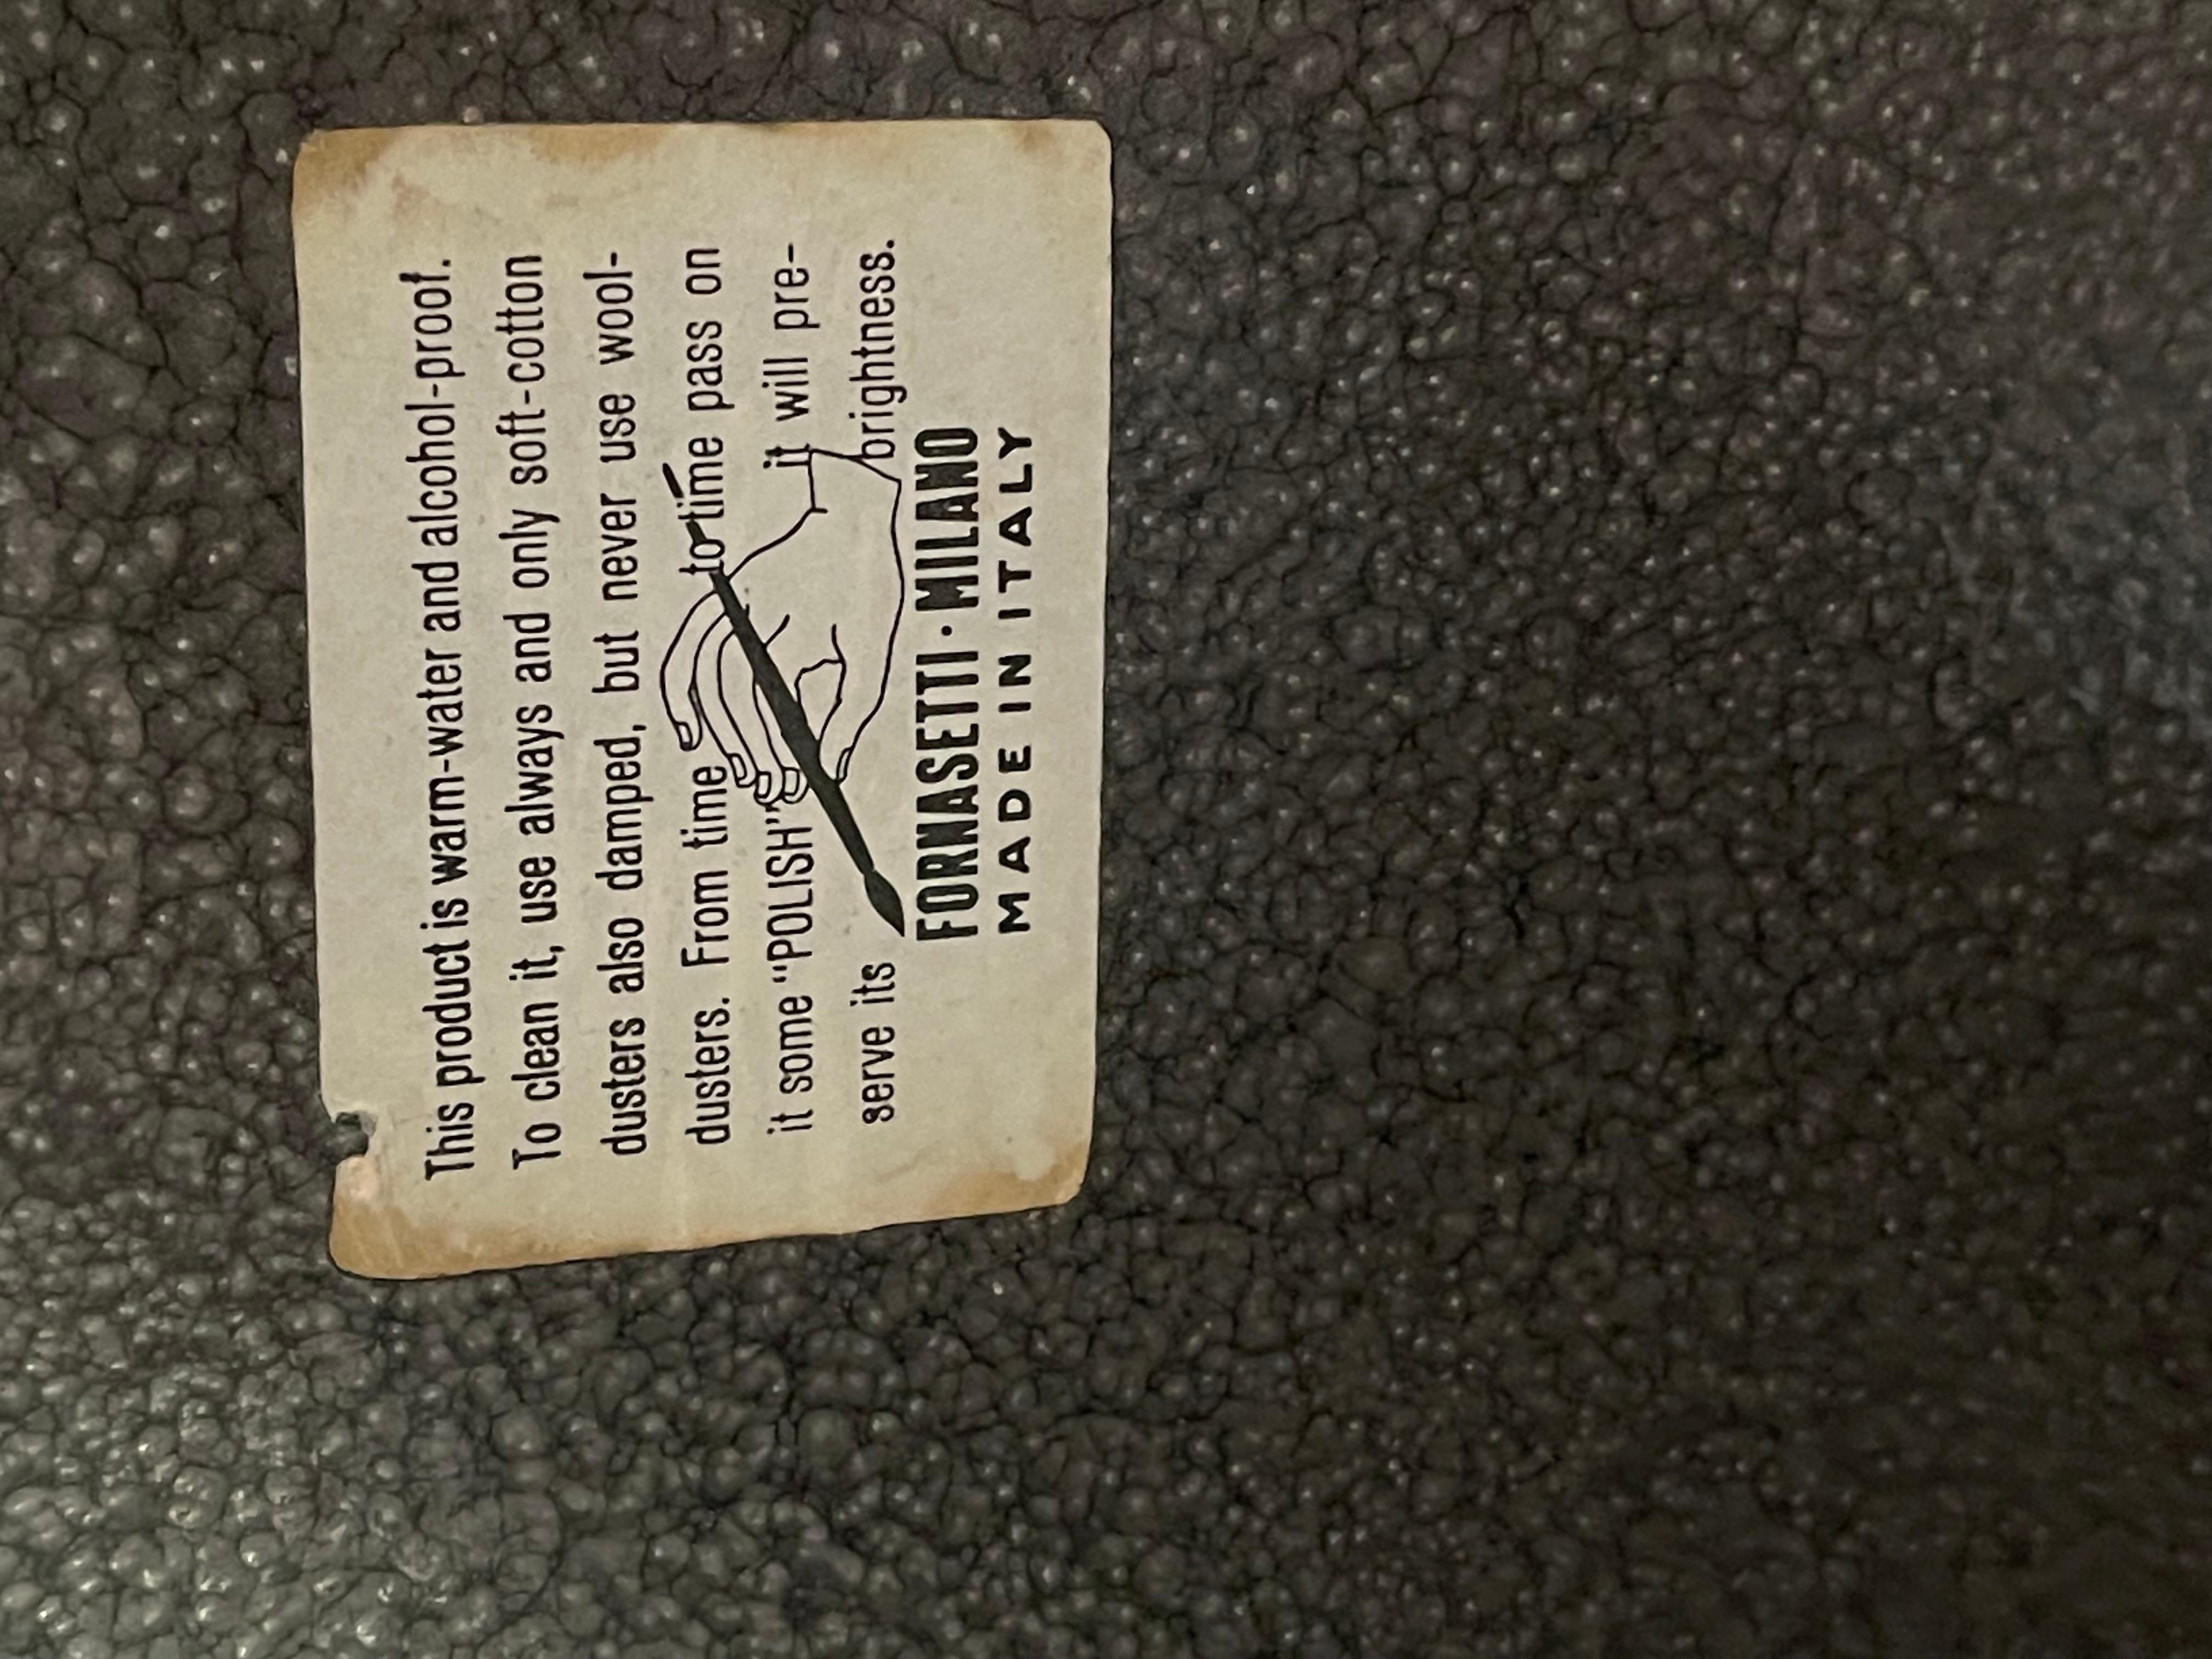 This product is warm-water and alcohol-proof.
To clean it, use always and only soft-cotton
dusters also damped, but never use wool-
dusters. From time to time pass on
it some "POLISH" it will pre-
serve its brightness.
FORNASETTI · MILANO
MADE IN ITALY